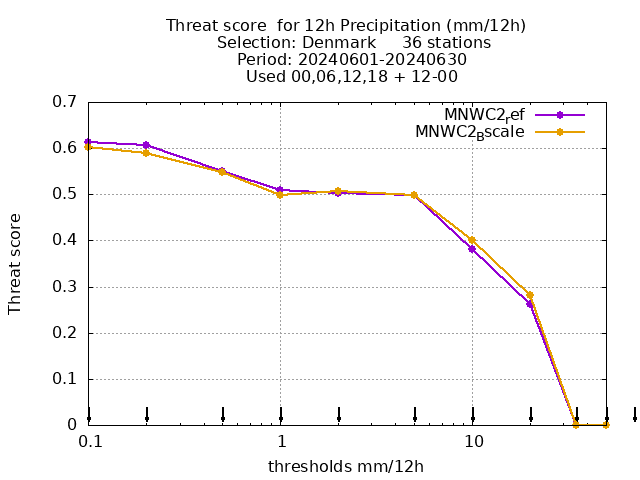 Threat score  for 12h Precipitation (mm/12h)
Selection: Denmark     36 stations
Period: 20240601-20240630
Used 00,06,12,18 + 12-00
MNWC2ref
MNWC2Bscale
0.7
0.6
0.5
0.4
0.3
0.2
0.1
0
Threat score
0.1 1 10
thresholds mm/12h